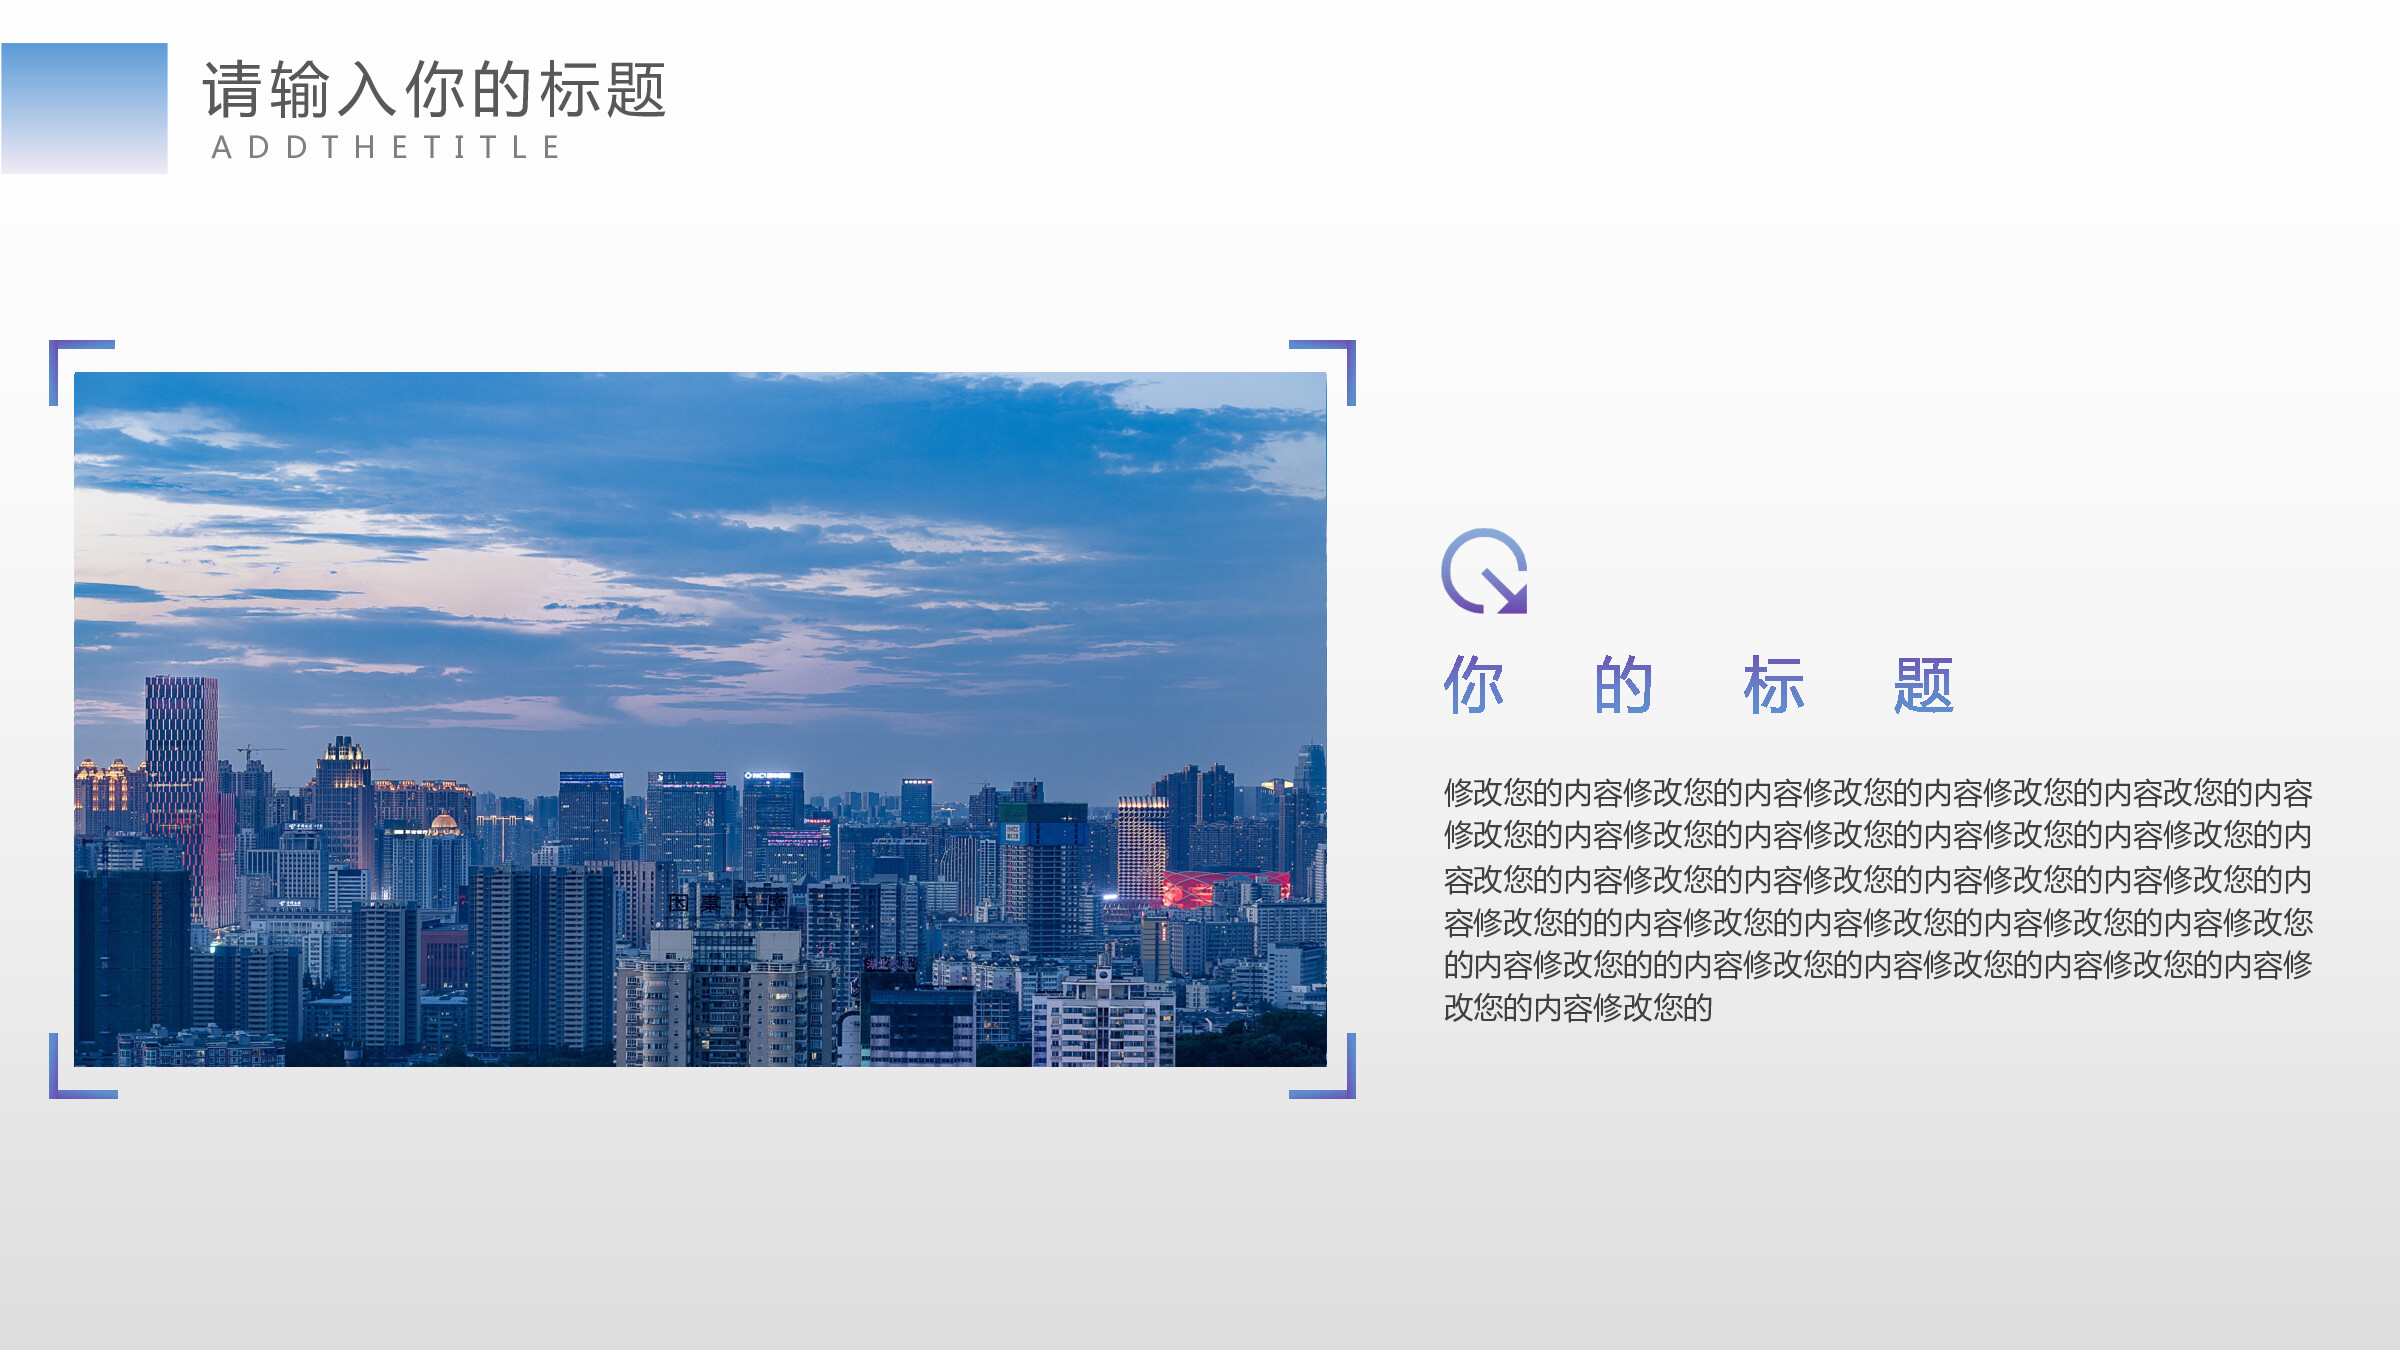 请输入你的标题
ADDTHETITLE
你的标题
修改您的内容修改您的内容修改您的内容修改您的内容改您的内容
修改您的内容修改您的内容修改您的内容修改您的内容修改您的内
容改您的内容修改您的内容修改您的内容修改您的内容修改您的内
容修改您的的内容修改您的内容修改您的内容修改您的内容修改您
的内容修改您的的内容修改您的内容修改您的内容修改您的内容修
改您的内容修改您的